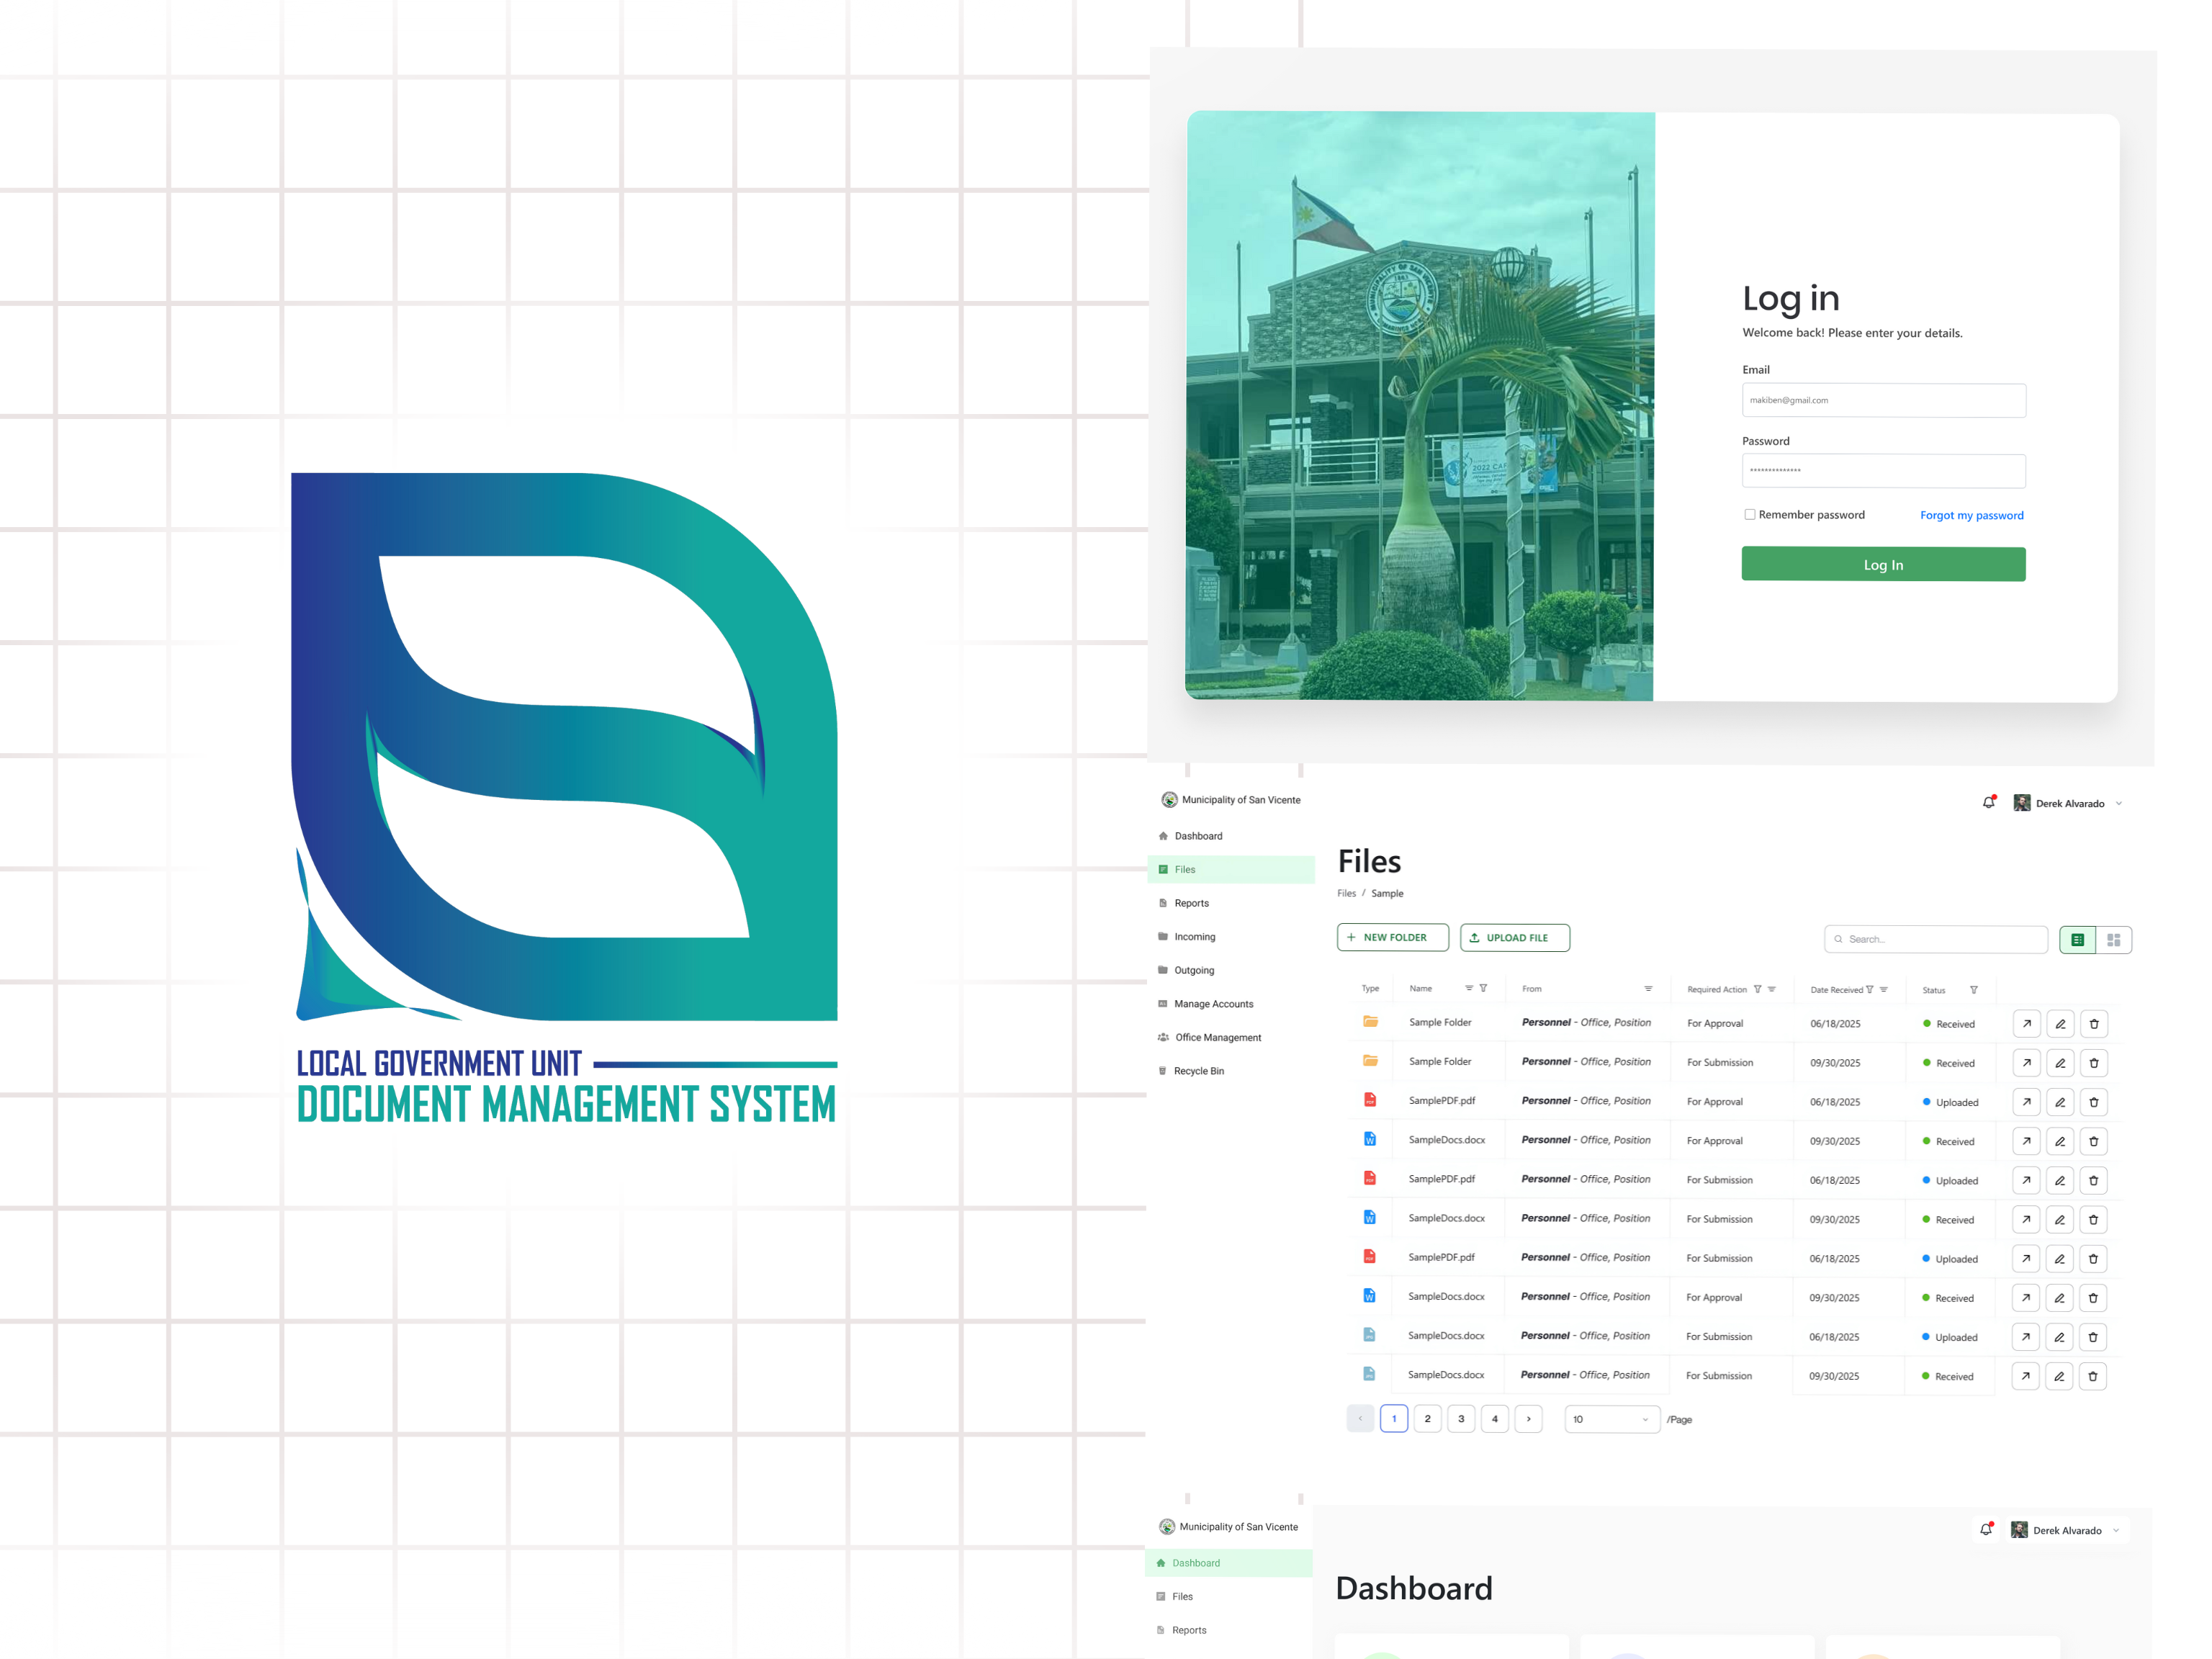 LOCAL GOVERNMENT UNIT
DOCUMENT MANAGEMENT SYSTEM
MUNICIPALITY OF SAN VICENTE
2022 CAP
Log in
Welcome back! Please enter your details.
Email
makiben@gmail.com
Password
Remember password
Forgot my password
Log In
Municipality of San Vicente
Derek Alvarado
Dashboard
Files
Reports
Incoming
Outgoing
Manage Accounts
Office Management
Recycle Bin
Files
Files / Sample
+ NEW FOLDER
UPLOAD FILE
Search...
Type Name From Required Action Date Received Status
Sample Folder Personnel - Office, Position For Approval 06/18/2025 Received
Sample Folder Personnel - Office, Position For Submission 09/30/2025 Received
SamplePDF.pdf Personnel - Office, Position For Approval 06/18/2025 Uploaded
SampleDocs.docx Personnel - Office, Position For Approval 09/30/2025 Received
SamplePDF.pdf Personnel - Office, Position For Submission 06/18/2025 Uploaded
SampleDocs.docx Personnel - Office, Position For Submission 09/30/2025 Received
SamplePDF.pdf Personnel - Office, Position For Submission 06/18/2025 Uploaded
SampleDocs.docx Personnel - Office, Position For Approval 09/30/2025 Received
SampleDocs.docx Personnel - Office, Position For Submission 06/18/2025 Uploaded
SampleDocs.docx Personnel - Office, Position For Submission 09/30/2025 Received
< 1 2 3 4 > 10 /Page
Municipality of San Vicente
Derek Alvarado
Dashboard
Files
Reports
Dashboard